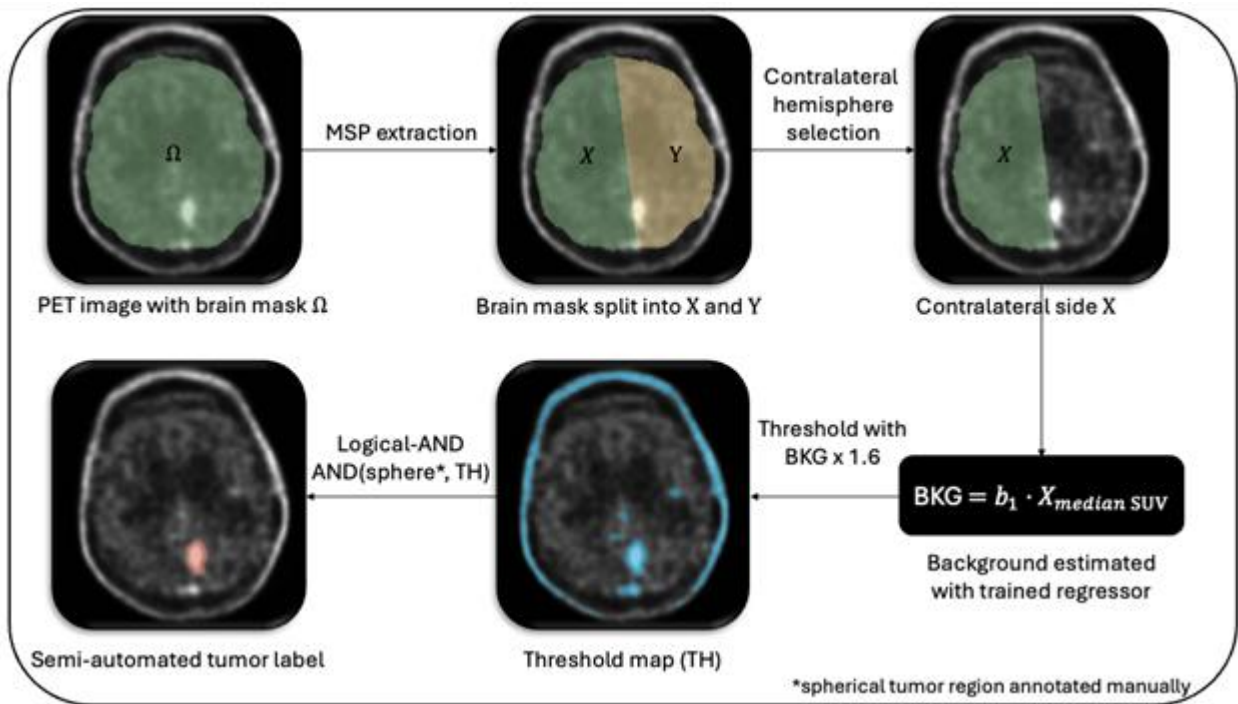 Ω
PET image with brain mask Ω
MSP extraction
X
Y
Brain mask split into X and Y
Contralateral
hemisphere
selection
X
Contralateral side X
BKG = b₁ · X_median SUV
Background estimated
with trained regressor
Threshold with
BKG x 1.6
Threshold map (TH)
Logical-AND
AND(sphere*, TH)
Semi-automated tumor label
*spherical tumor region annotated manually